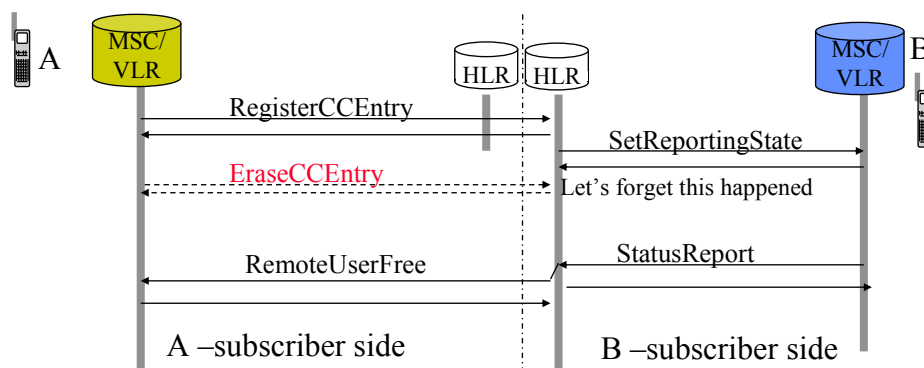 A
MSC/
VLR
HLR
HLR
MSC/
VLR
B
RegisterCCEntry
SetReportingState
EraseCCEntry
Let's forget this happened
RemoteUserFree
StatusReport
A –subscriber side
B –subscriber side